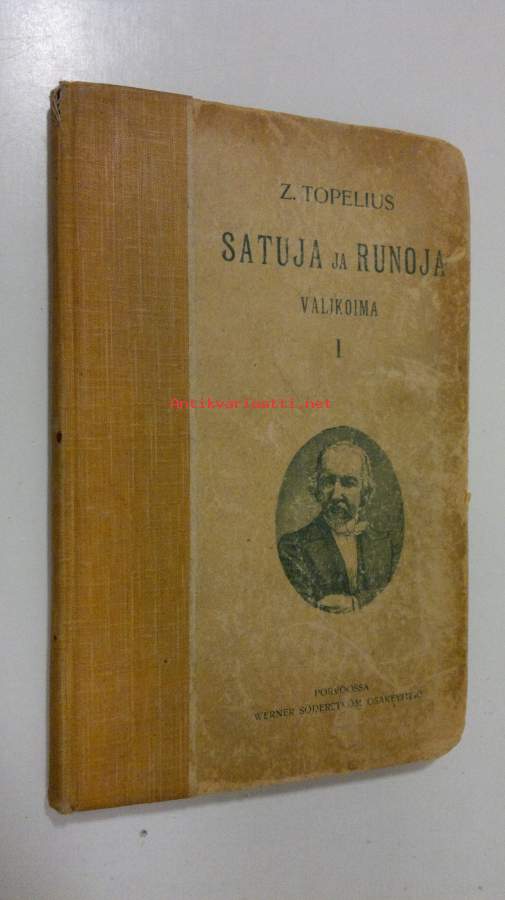 Z. TOPELIUS
SATUJA JA RUNOJA
VALIKOIMA
I
Antikvariaatti.net
PORVOOSSA
WERNER SÖDERSTRÖM OSAKEYHTIÖ